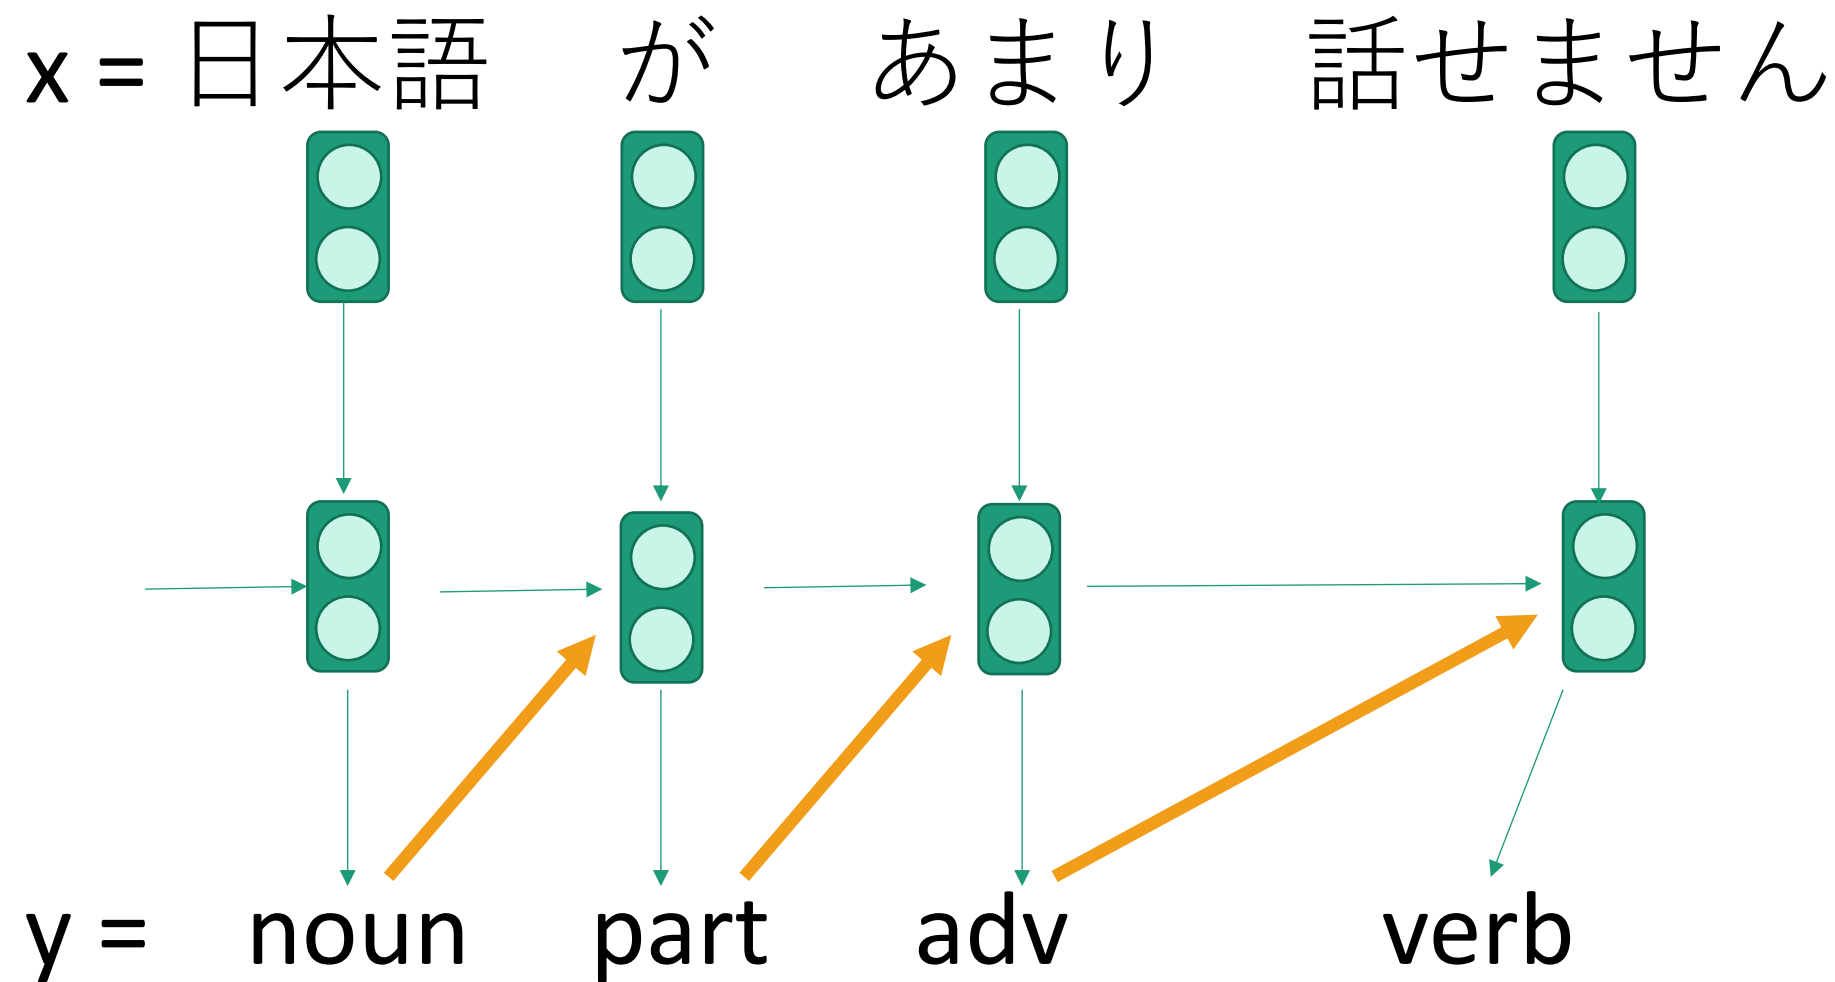 x = 日本語 が あまり 話せません
y = noun part adv verb